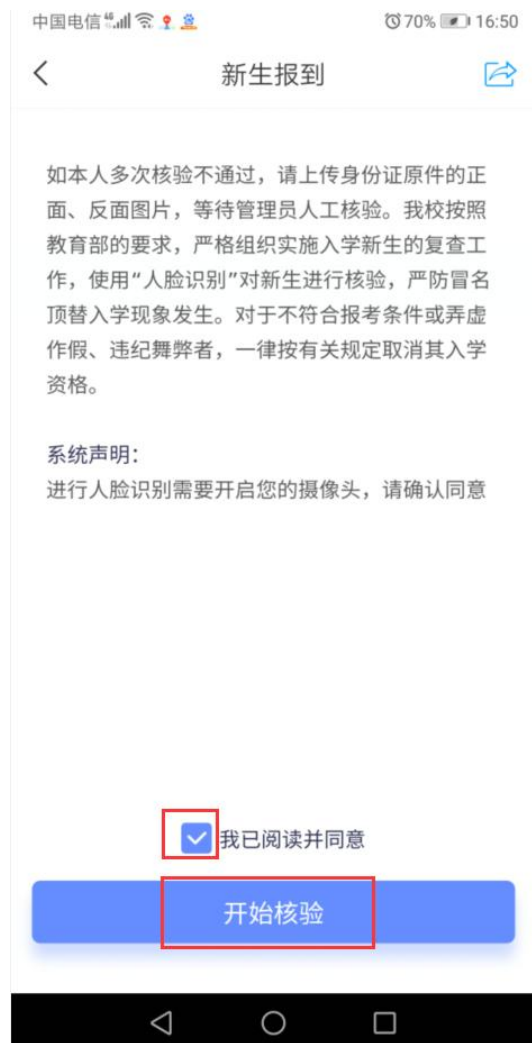 中国电信 46 70% 16:50
新生报到
如本人多次核验不通过，请上传身份证原件的正
面、反面图片，等待管理员人工核验。我校按照
教育部的要求，严格组织实施入学新生的复查工
作，使用“人脸识别”对新生进行核验，严防冒名
顶替入学现象发生。对于不符合报考条件或弄虚
作假、违纪舞弊者，一律按有关规定取消其入学
资格。
系统声明：
进行人脸识别需要开启您的摄像头，请确认同意
我已阅读并同意
开始核验